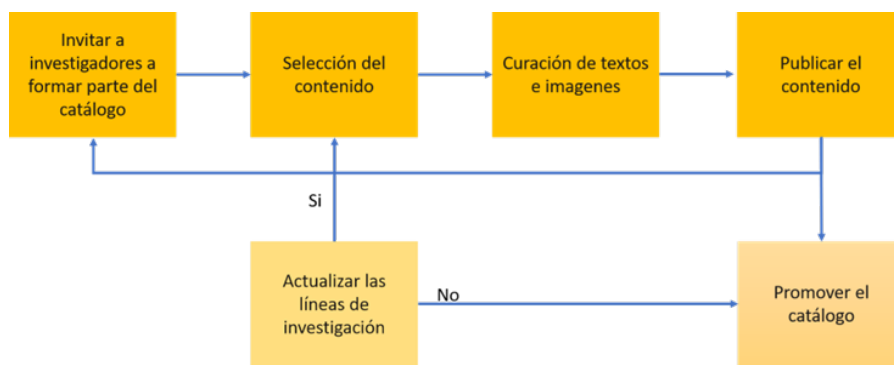 Invitar a
investigadores a
formar parte del
catálogo
Selección del
contenido
Curación de textos
e imagenes
Publicar el
contenido
Si
Actualizar las
líneas de
investigación
No
Promover el
catálogo